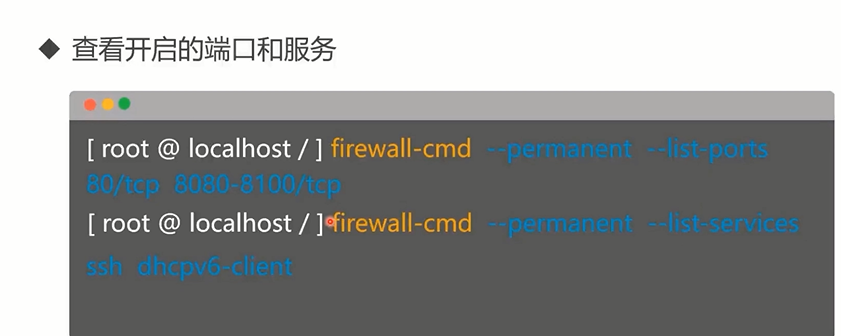 查看开启的端口和服务
[ root @ localhost / ] firewall-cmd --permanent --list-ports
80/tcp 8080-8100/tcp
[ root @ localhost / ] firewall-cmd --permanent --list-services
ssh dhcpv6-client